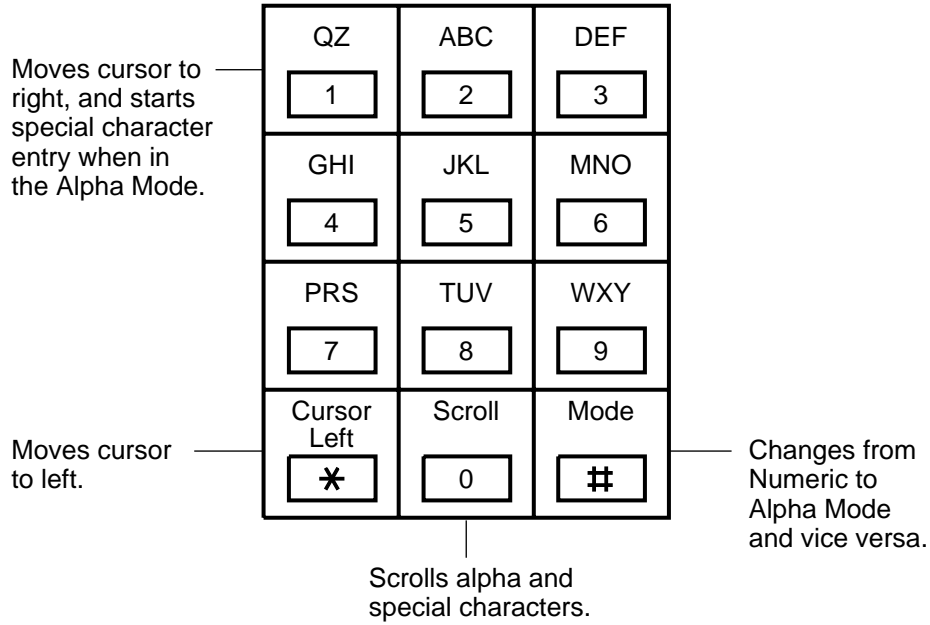 QZ
ABC
DEF
Moves cursor to
right, and starts
special character
entry when in
the Alpha Mode.
1
2
3
GHI
JKL
MNO
4
5
6
PRS
TUV
WXY
7
8
9
Cursor
Left
Scroll
Mode
Moves cursor
to left.
*
0
#
Changes from
Numeric to
Alpha Mode
and vice versa.
Scrolls alpha and
special characters.